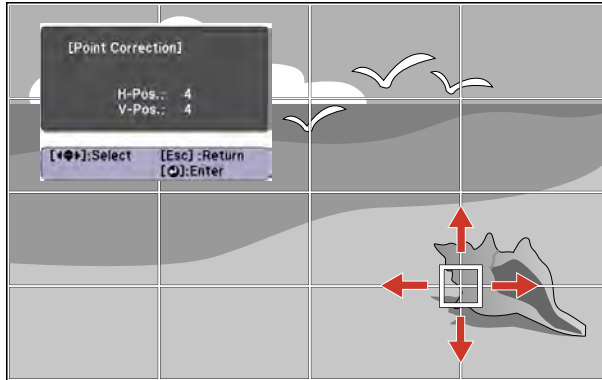 [Point Correction]
H-Pos.: 4
V-Pos.: 4
[◄♦►]:Select [Esc] :Return
[↵]:Enter